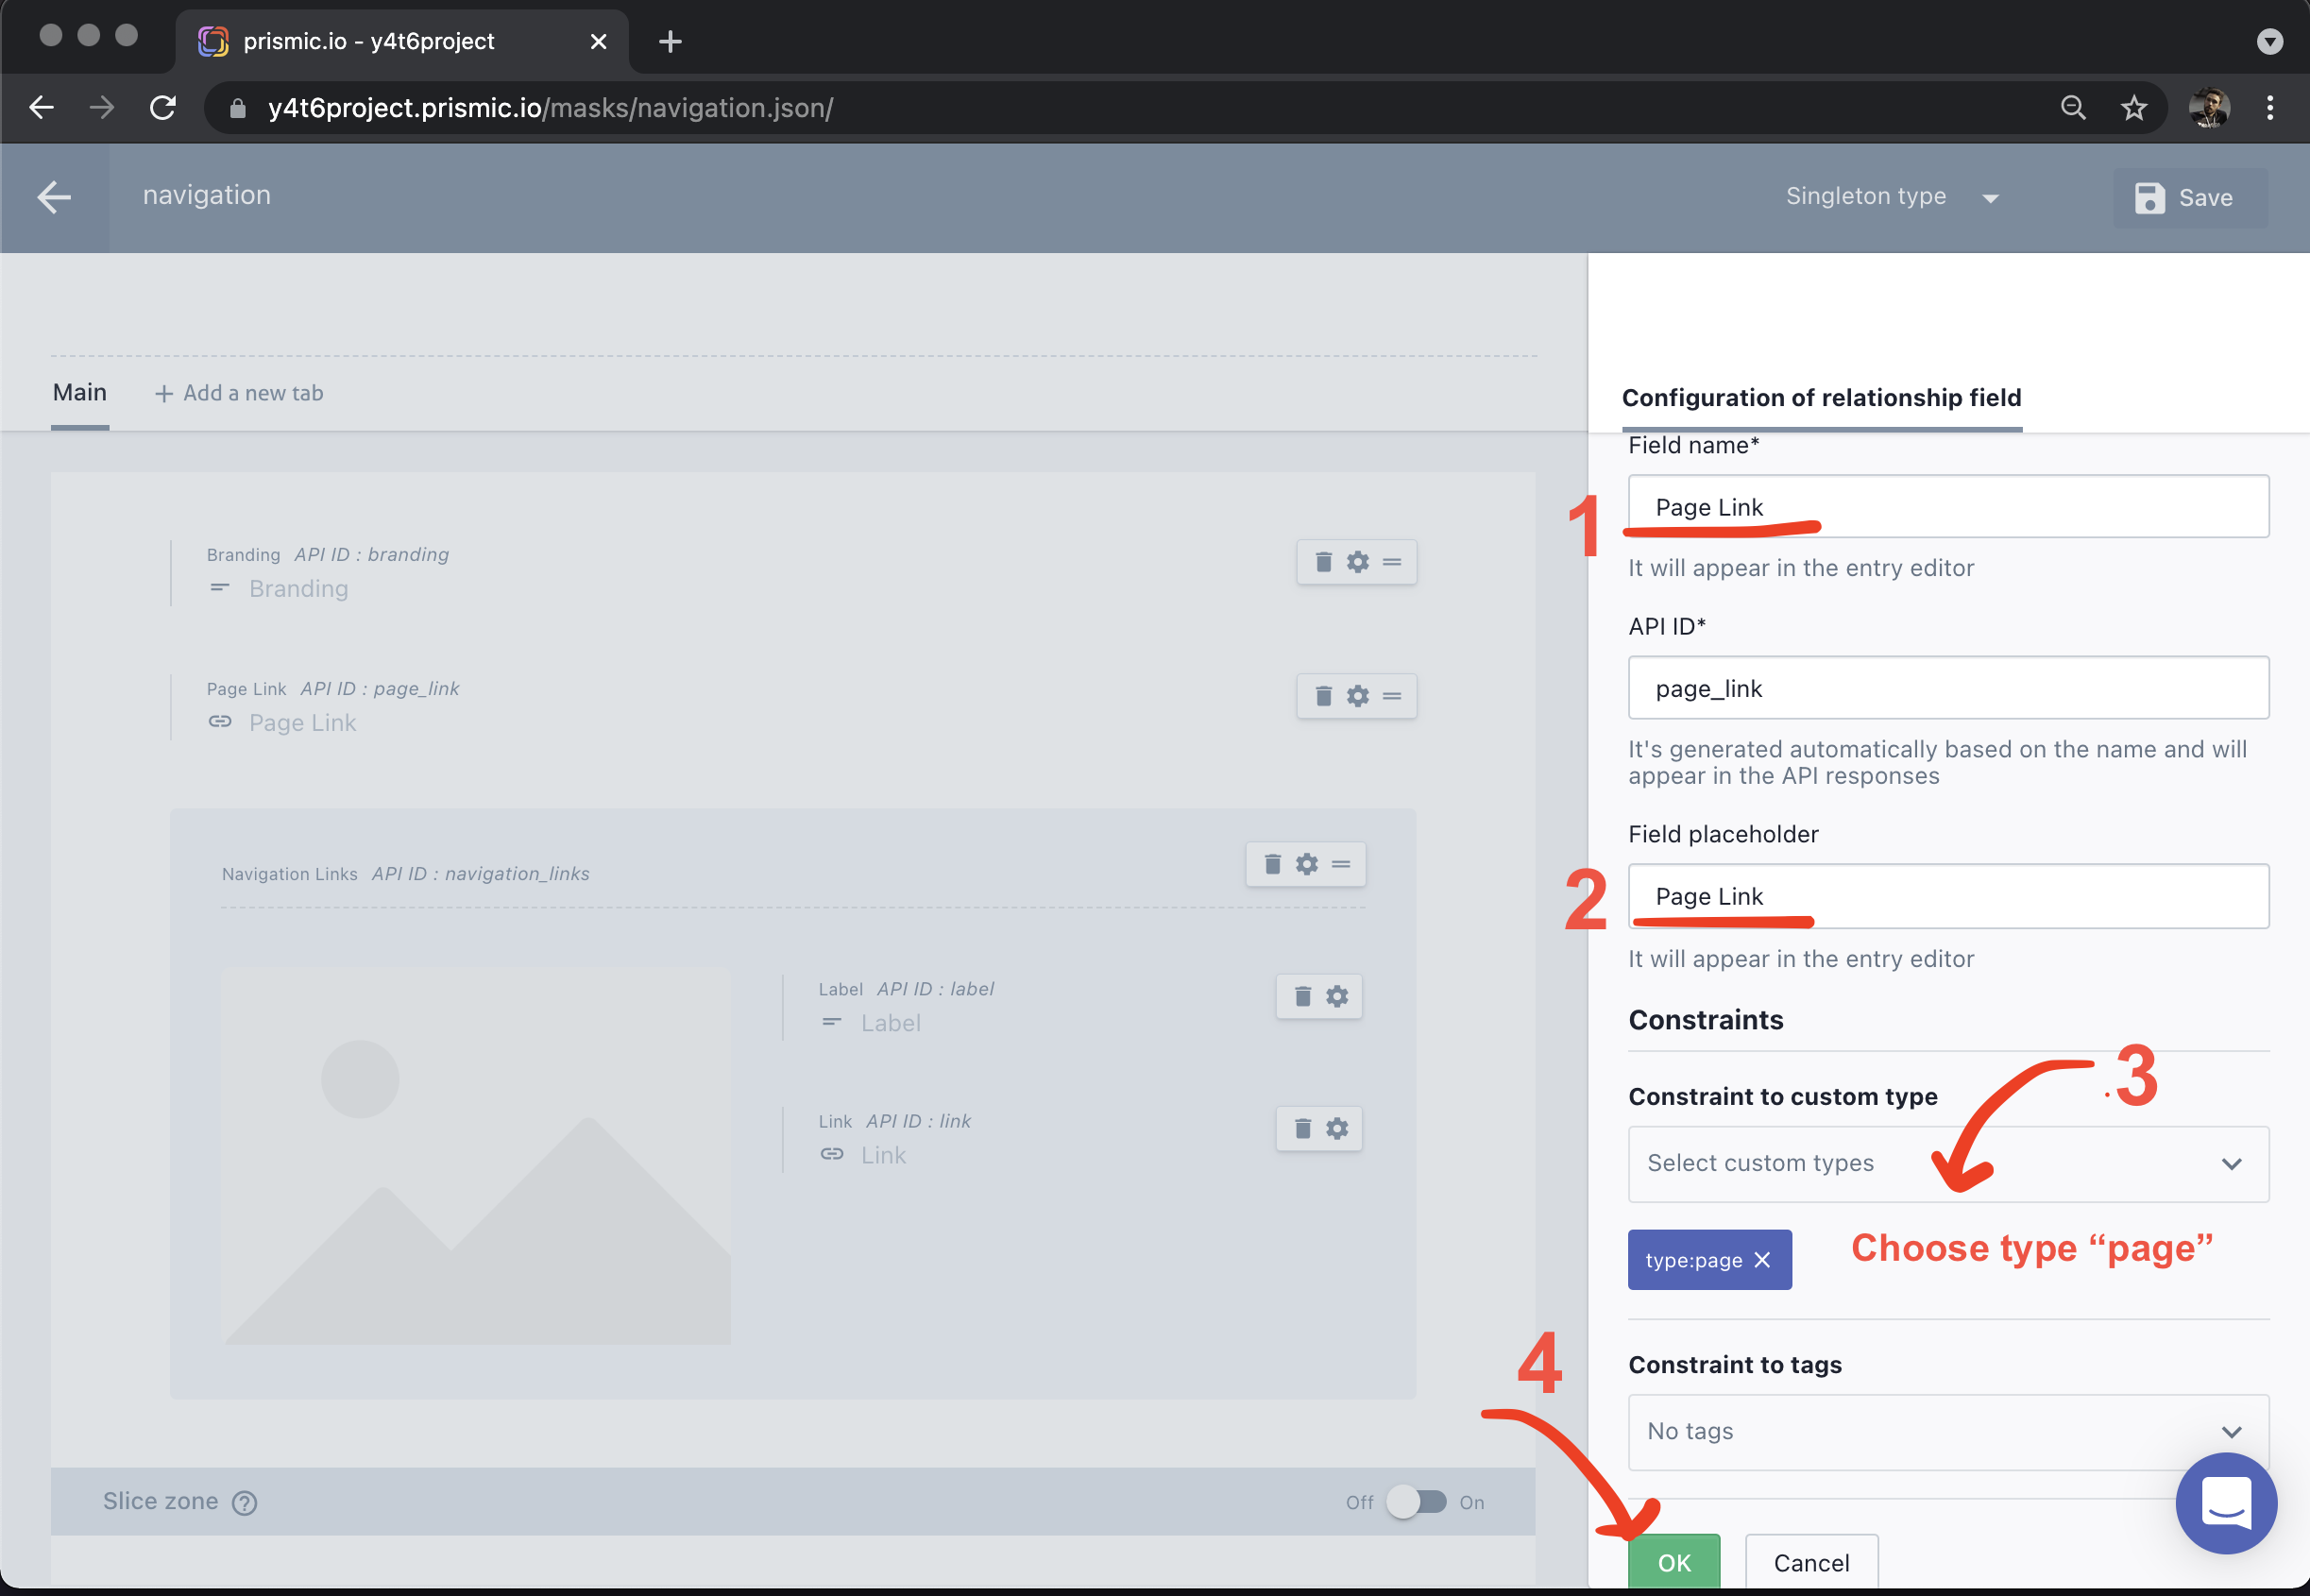 prismic.io - y4t6project
y4t6project.prismic.io/masks/navigation.json/
navigation
Singleton type
Save
Main
+ Add a new tab
Branding API ID : branding
Branding
Page Link API ID : page_link
Page Link
Navigation Links API ID : navigation_links
Label API ID : label
Label
Link API ID : link
Link
Slice zone ?
Off
On
Configuration of relationship field
Field name*
1
Page Link
It will appear in the entry editor
API ID*
page_link
It's generated automatically based on the name and will
appear in the API responses
Field placeholder
2
Page Link
It will appear in the entry editor
Constraints
.3
Constraint to custom type
Select custom types
type:page
Choose type “page”
4
Constraint to tags
No tags
OK
Cancel